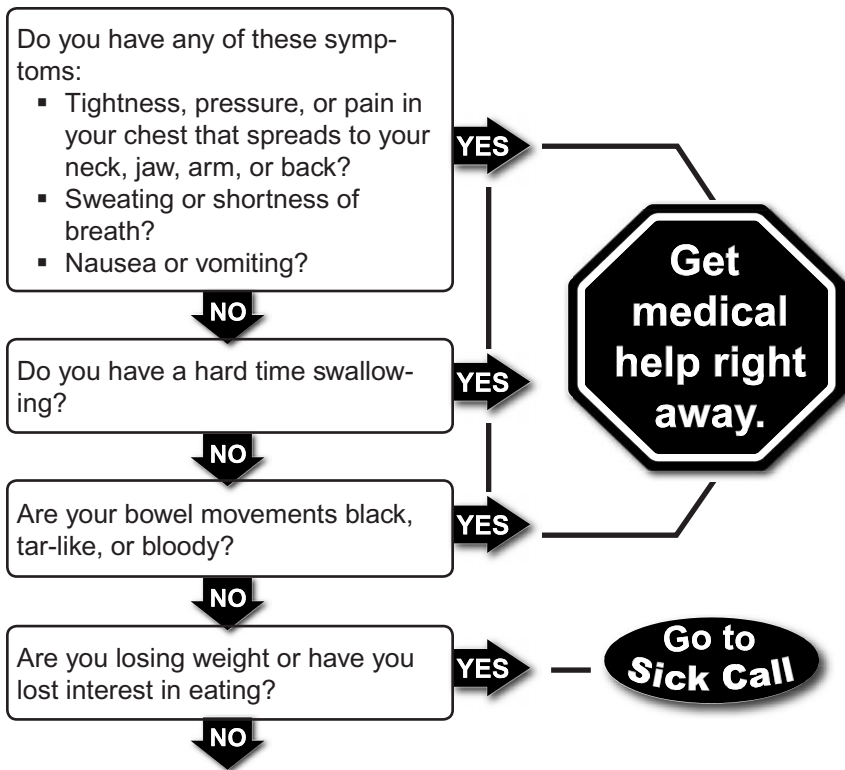 Do you have any of these symp-
toms:
▪ Tightness, pressure, or pain in
your chest that spreads to your
neck, jaw, arm, or back?
▪ Sweating or shortness of
breath?
▪ Nausea or vomiting?
YES
Get
medical
help right
away.
NO
Do you have a hard time swallow-
ing?
YES
NO
Are your bowel movements black,
tar-like, or bloody?
YES
NO
Are you losing weight or have you
lost interest in eating?
YES
Go to
Sick Call
NO